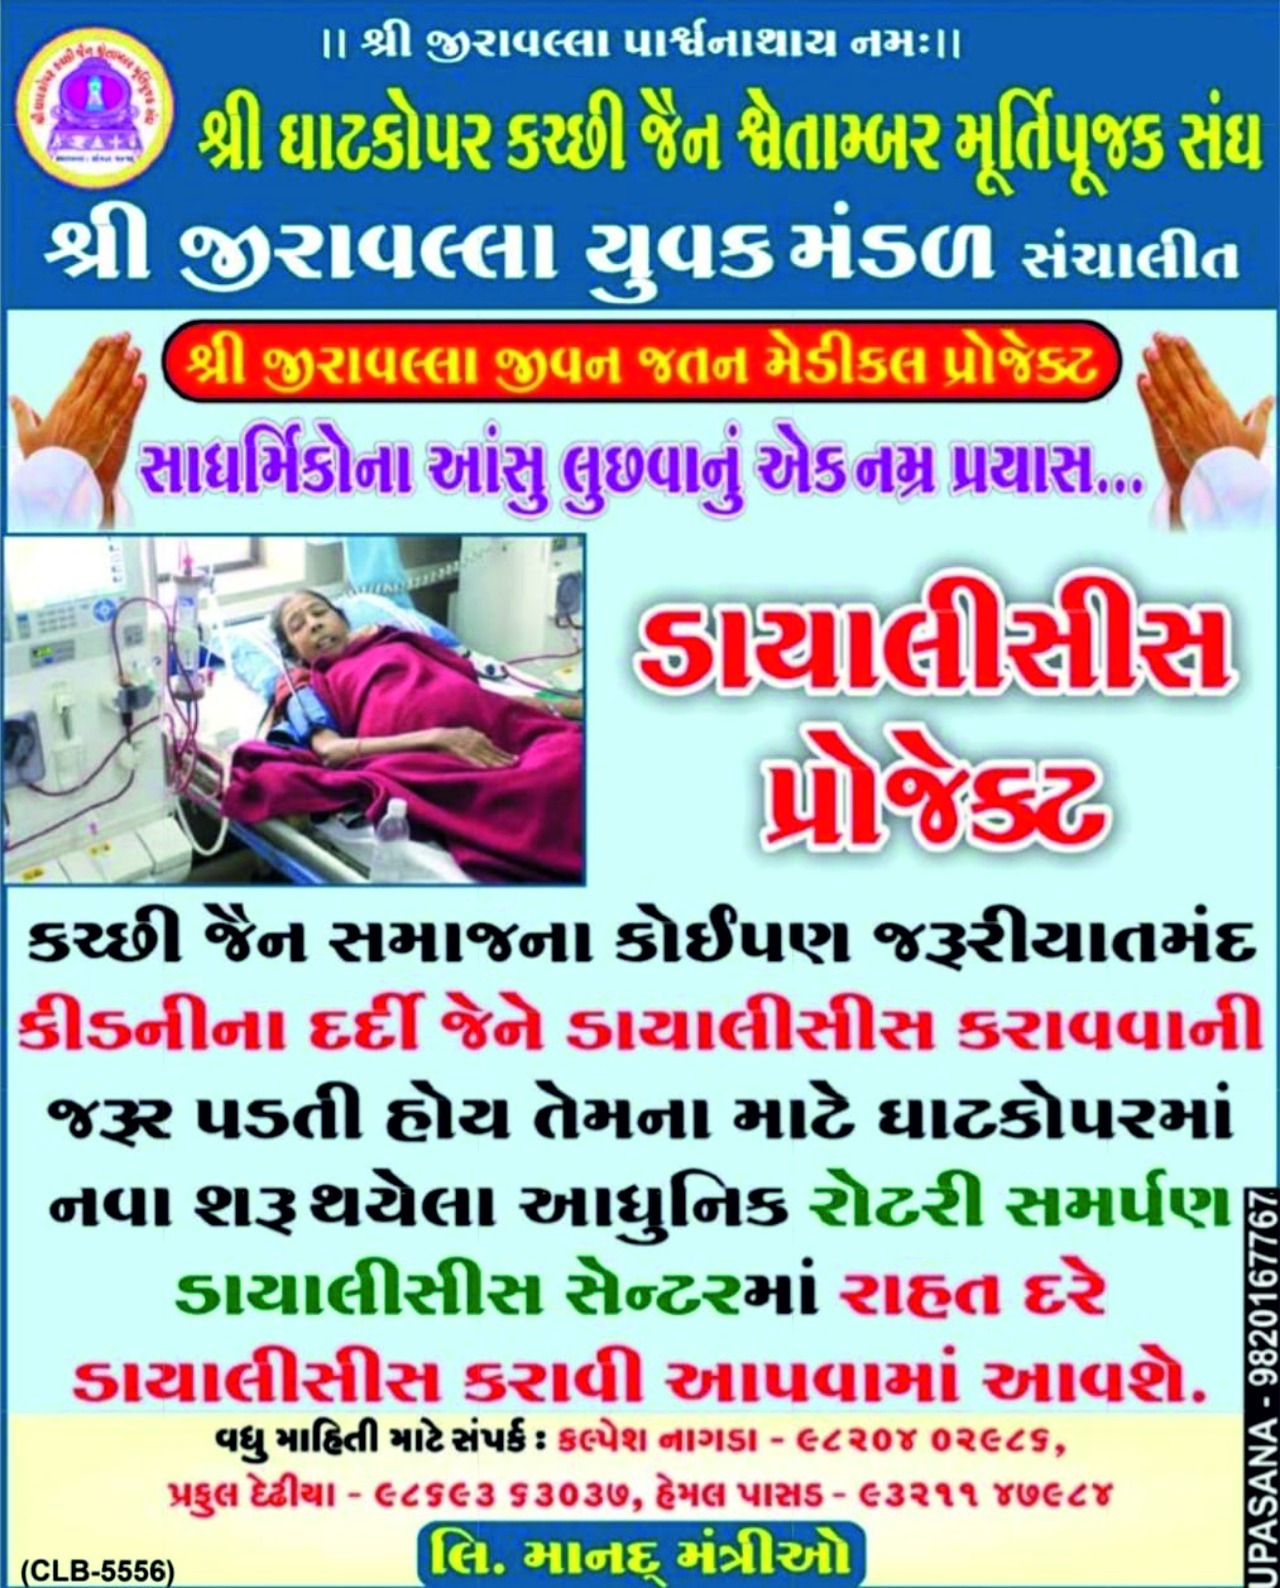 ।। શ્રી જીરાવલ્લા પાર્શ્વનાથાય નમઃ।।
શ્રી ઘાટકોપર કચ્છી જૈન શ્વેતામ્બર મૂર્તિપૂજક સંઘ
શ્રી જીરાવલ્લા યુવક મંડળ સંચાલીત
શ્રી જીરાવલ્લા જીવન જતન મેડીકલ પ્રોજેક્ટ
સાધર્મિકોના આંસુ લુછવાનું એક નમ્ર પ્રયાસ...
ડાયાલીસીસ
પ્રોજેક્ટ
કચ્છી જૈન સમાજના કોઈપણ જરૂરીયાતમંદ
કીડનીના દર્દી જેને ડાયાલીસીસ કરાવવાની
જરૂર પડતી હોય તેમના માટે ઘાટકોપરમાં
નવા શરૂ થયેલા આધુનિક રોટરી સમર્પણ
ડાયાલીસીસ સેન્ટરમાં રાહત દરે
ડાયાલીસીસ કરાવી આપવામાં આવશે.
વધુ માહિતી માટે સંપર્ક : કલ્પેશ નાગડા - ૯૮૨૦૪ ૦૨૯૮૬,
પ્રફુલ દેઢીયા - ૯૮૬૯૩ ૬૩૦૩૭, હેમલ પાસડ - ૯૩૨૧૧ ૪૭૯૮૪
લિ. માનદ્ મંત્રીઓ
(CLB-5556)
UPASANA - 9820167767